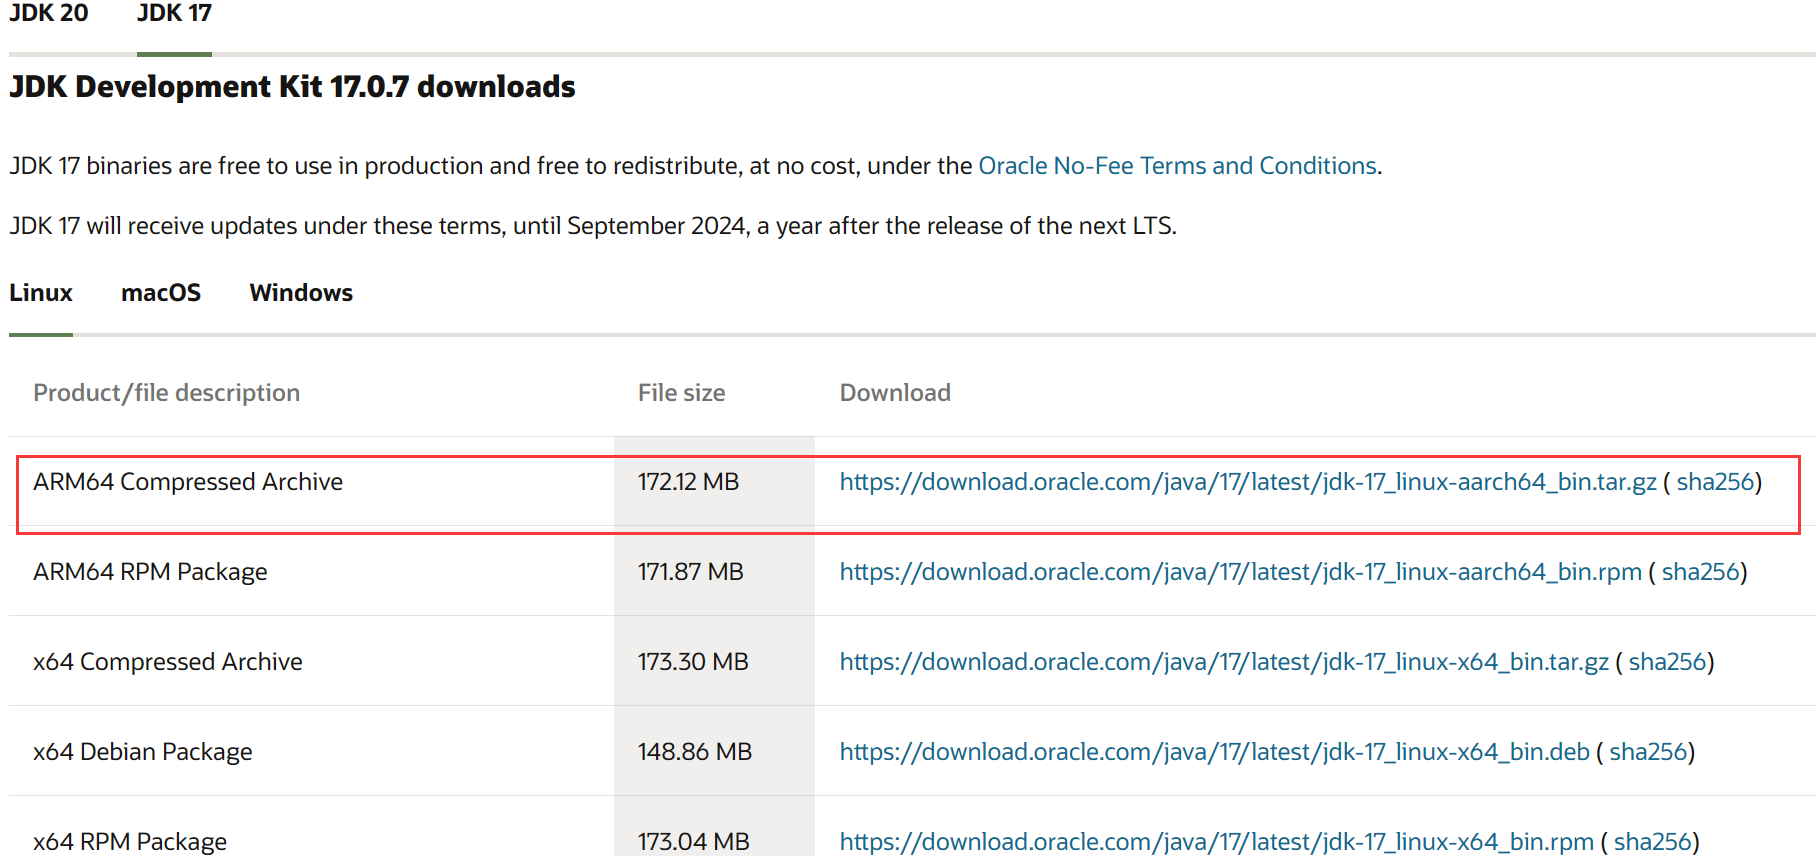 JDK 20 JDK 17
JDK Development Kit 17.0.7 downloads
JDK 17 binaries are free to use in production and free to redistribute, at no cost, under the Oracle No-Fee Terms and Conditions.
JDK 17 will receive updates under these terms, until September 2024, a year after the release of the next LTS.
Linux macOS Windows
Product/file description File size Download
ARM64 Compressed Archive 172.12 MB https://download.oracle.com/java/17/latest/jdk-17_linux-aarch64_bin.tar.gz ( sha256)
ARM64 RPM Package 171.87 MB https://download.oracle.com/java/17/latest/jdk-17_linux-aarch64_bin.rpm ( sha256)
x64 Compressed Archive 173.30 MB https://download.oracle.com/java/17/latest/jdk-17_linux-x64_bin.tar.gz ( sha256)
x64 Debian Package 148.86 MB https://download.oracle.com/java/17/latest/jdk-17_linux-x64_bin.deb ( sha256)
x64 RPM Package 173.04 MB https://download.oracle.com/java/17/latest/jdk-17_linux-x64_bin.rpm ( sha256)